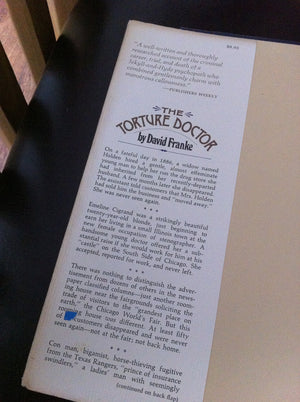 $8.95
"A well-written and thoroughly
researched account of the criminal
career, trial, and death of a
Jekyll-and-Hyde psychopath who
combined gentlemanly charm with
monstrous callousness."
—PUBLISHERS WEEKLY
THE
TORTURE DOCTOR
by David Franke
On a fateful day in 1886, a widow named
Holden hired a gentle, almost effeminate
young man to help her run the drug store she
had inherited from her recently-departed
husband. A few months later she disappeared.
The assistant told customers that Mrs. Holden
had sold him the business and "moved away."
She was never seen again.
* * *
Emeline Cigrand was a strikingly beautiful
twenty-year-old blonde, just beginning to
earn her living in a small Illinois town at the
new female occupation of stenographer. A
handsome young doctor offered her a sub-
stantial raise if she would work for him at his
"castle" on the South Side of Chicago. She
accepted, reported for work, and never left.
* * *
There was nothing to distinguish the adver-
tisement from dozens of others in the news-
paper classified columns—just another room-
ing house near the fairgrounds soliciting the
trade of visitors to the "grandest place on
earth," the Chicago World's Fair. But this
rooming house was different. At least fifty
of customers disappeared and were never
seen again—not at the fair; not back home.
* * *
Con man, bigamist, horse-thieving fugitive
from the Texas Rangers, "prince of insurance
swindlers," a ladies' man with seemingly
(continued on back flap)